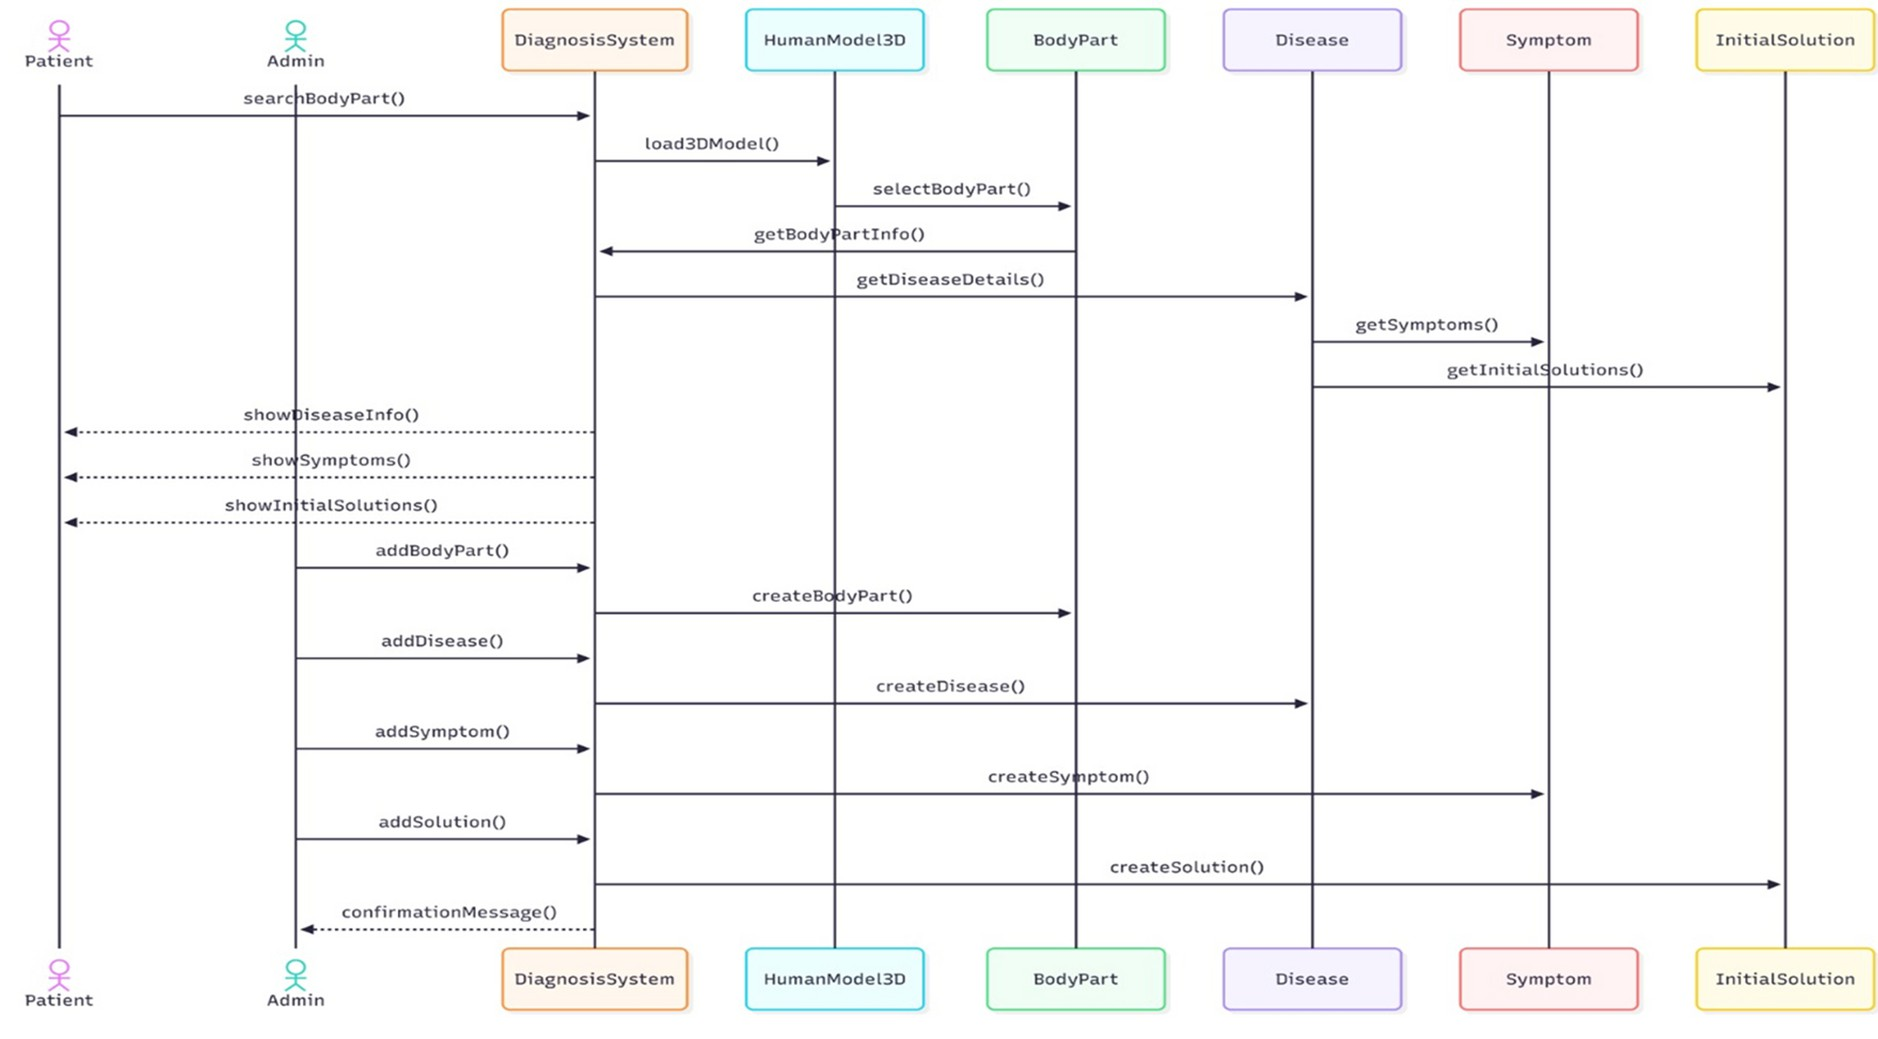 Patient
Admin
DiagnosisSystem
HumanModel3D
BodyPart
Disease
Symptom
InitialSolution
searchBodyPart()
load3DModel()
selectBodyPart()
getBodyPartInfo()
getDiseaseDetails()
getSymptoms()
getInitialSolutions()
showDiseaseInfo()
showSymptoms()
showInitialSolutions()
addBodyPart()
createBodyPart()
addDisease()
createDisease()
addSymptom()
createSymptom()
addSolution()
createSolution()
confirmationMessage()
Patient
Admin
DiagnosisSystem
HumanModel3D
BodyPart
Disease
Symptom
InitialSolution